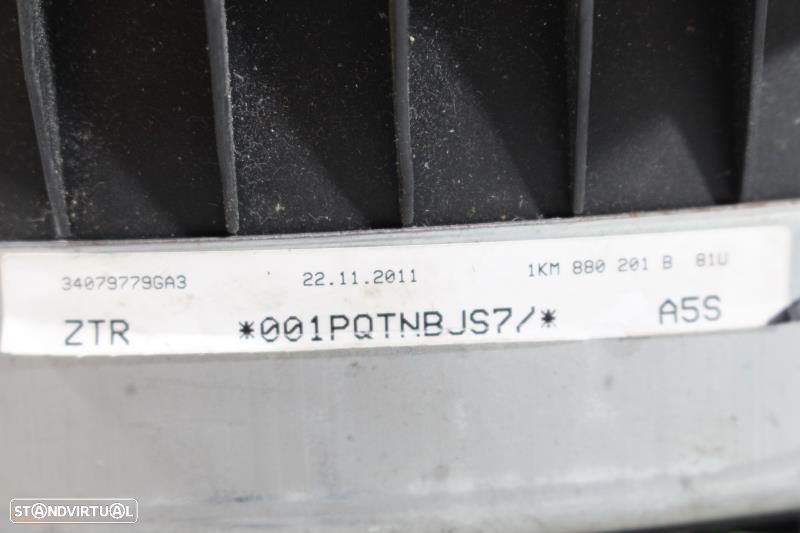 34079779GA3 22.11.2011 1KM 880 201 B 81U
ZTR *001PQTNBJS7/* A5S
STANDVIRTUAL